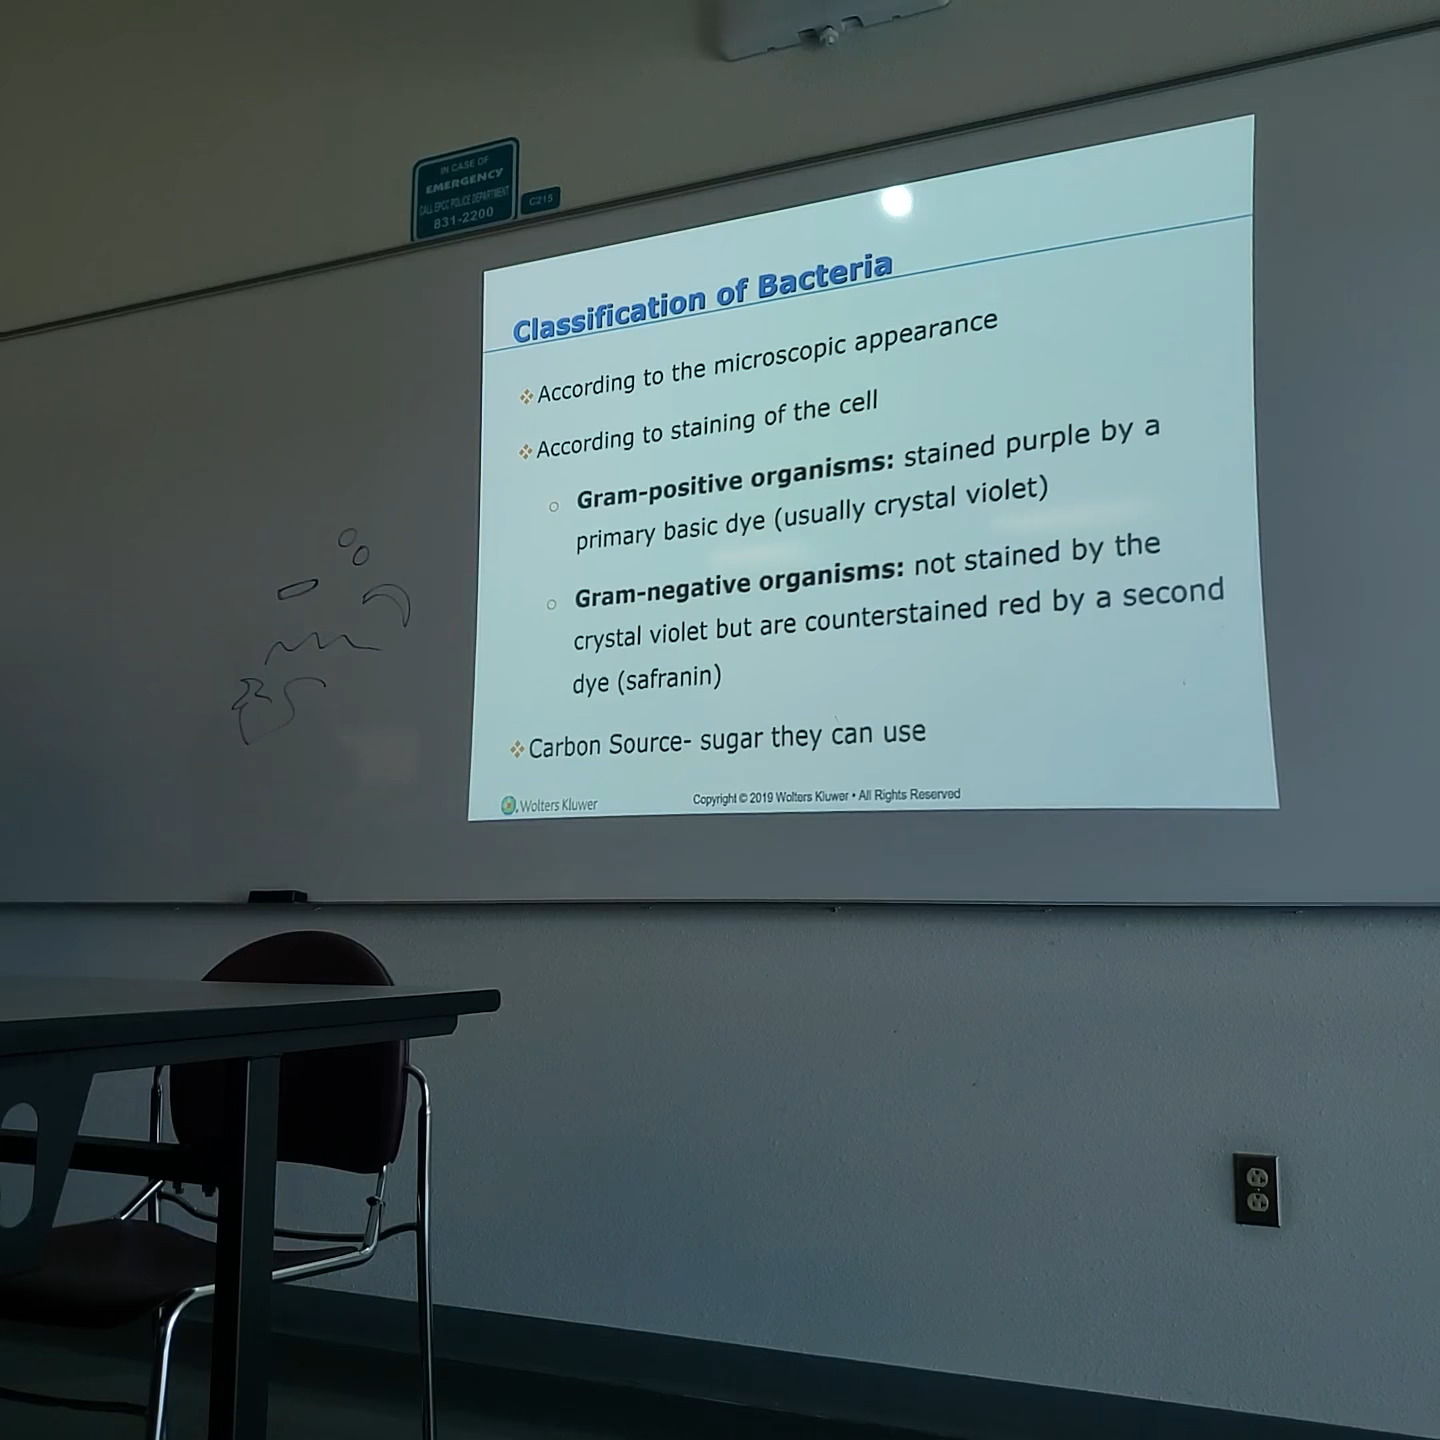 IN CASE OF
EMERGENCY
CALL EPCC POLICE DEPARTMENT
831-2200
C215
Classification of Bacteria
According to the microscopic appearance
According to staining of the cell
Gram-positive organisms: stained purple by a
primary basic dye (usually crystal violet)
Gram-negative organisms: not stained by the
crystal violet but are counterstained red by a second
dye (safranin)
Carbon Source- sugar they can use
Wolters Kluwer
Copyright © 2019 Wolters Kluwer • All Rights Reserved